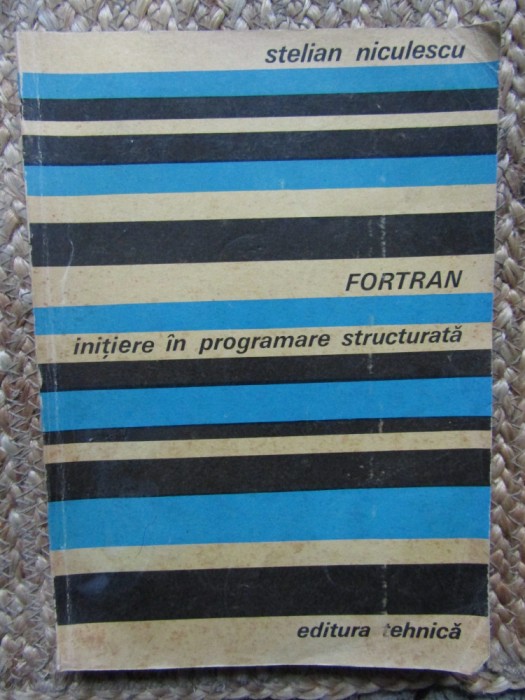 stelian niculescu
FORTRAN
inițiere în programare structurată
editura tehnică